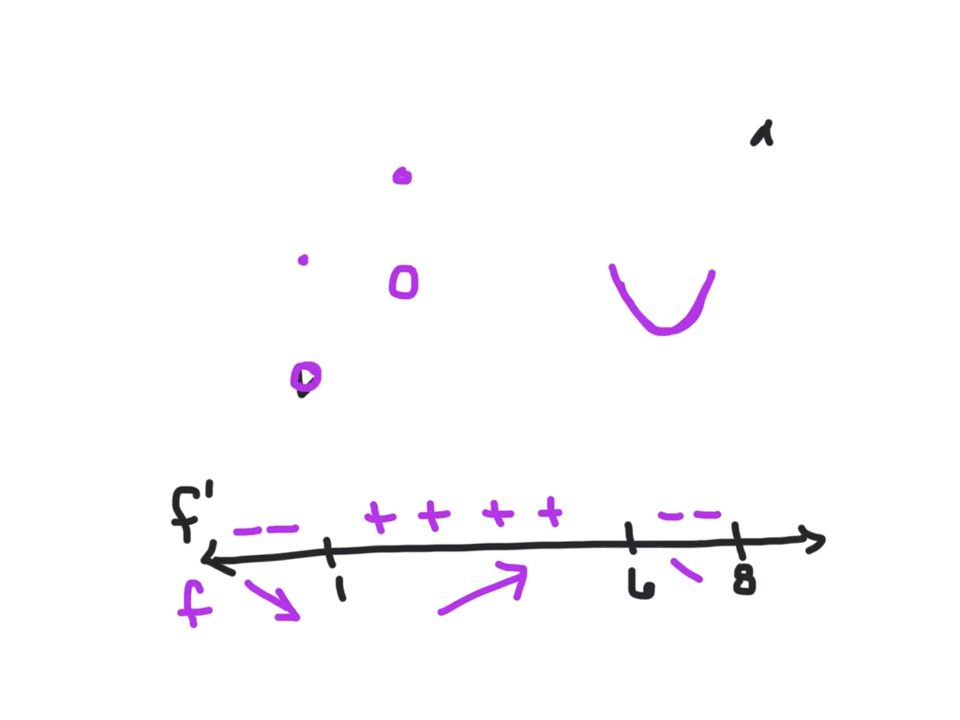 f' −− + + + + −−
1 6 8
f